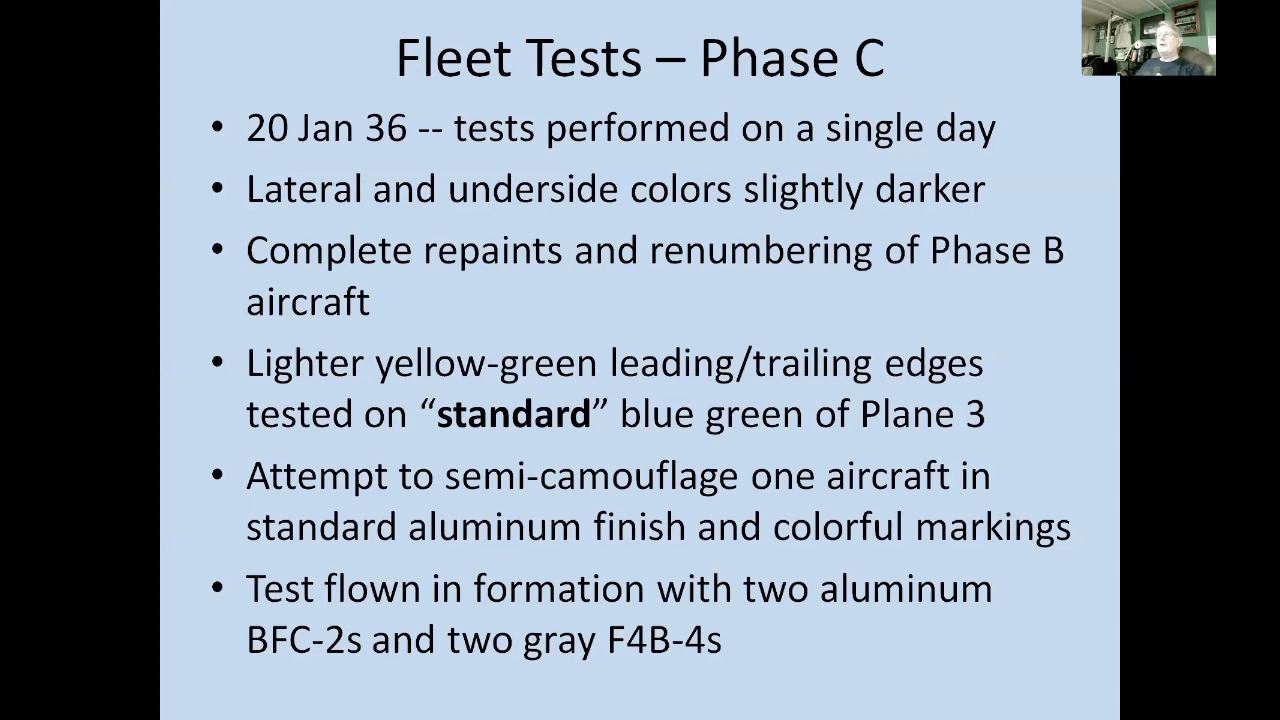 Fleet Tests – Phase C
• 20 Jan 36 -- tests performed on a single day
• Lateral and underside colors slightly darker
• Complete repaints and renumbering of Phase B
aircraft
• Lighter yellow-green leading/trailing edges
tested on “standard” blue green of Plane 3
• Attempt to semi-camouflage one aircraft in
standard aluminum finish and colorful markings
• Test flown in formation with two aluminum
BFC-2s and two gray F4B-4s